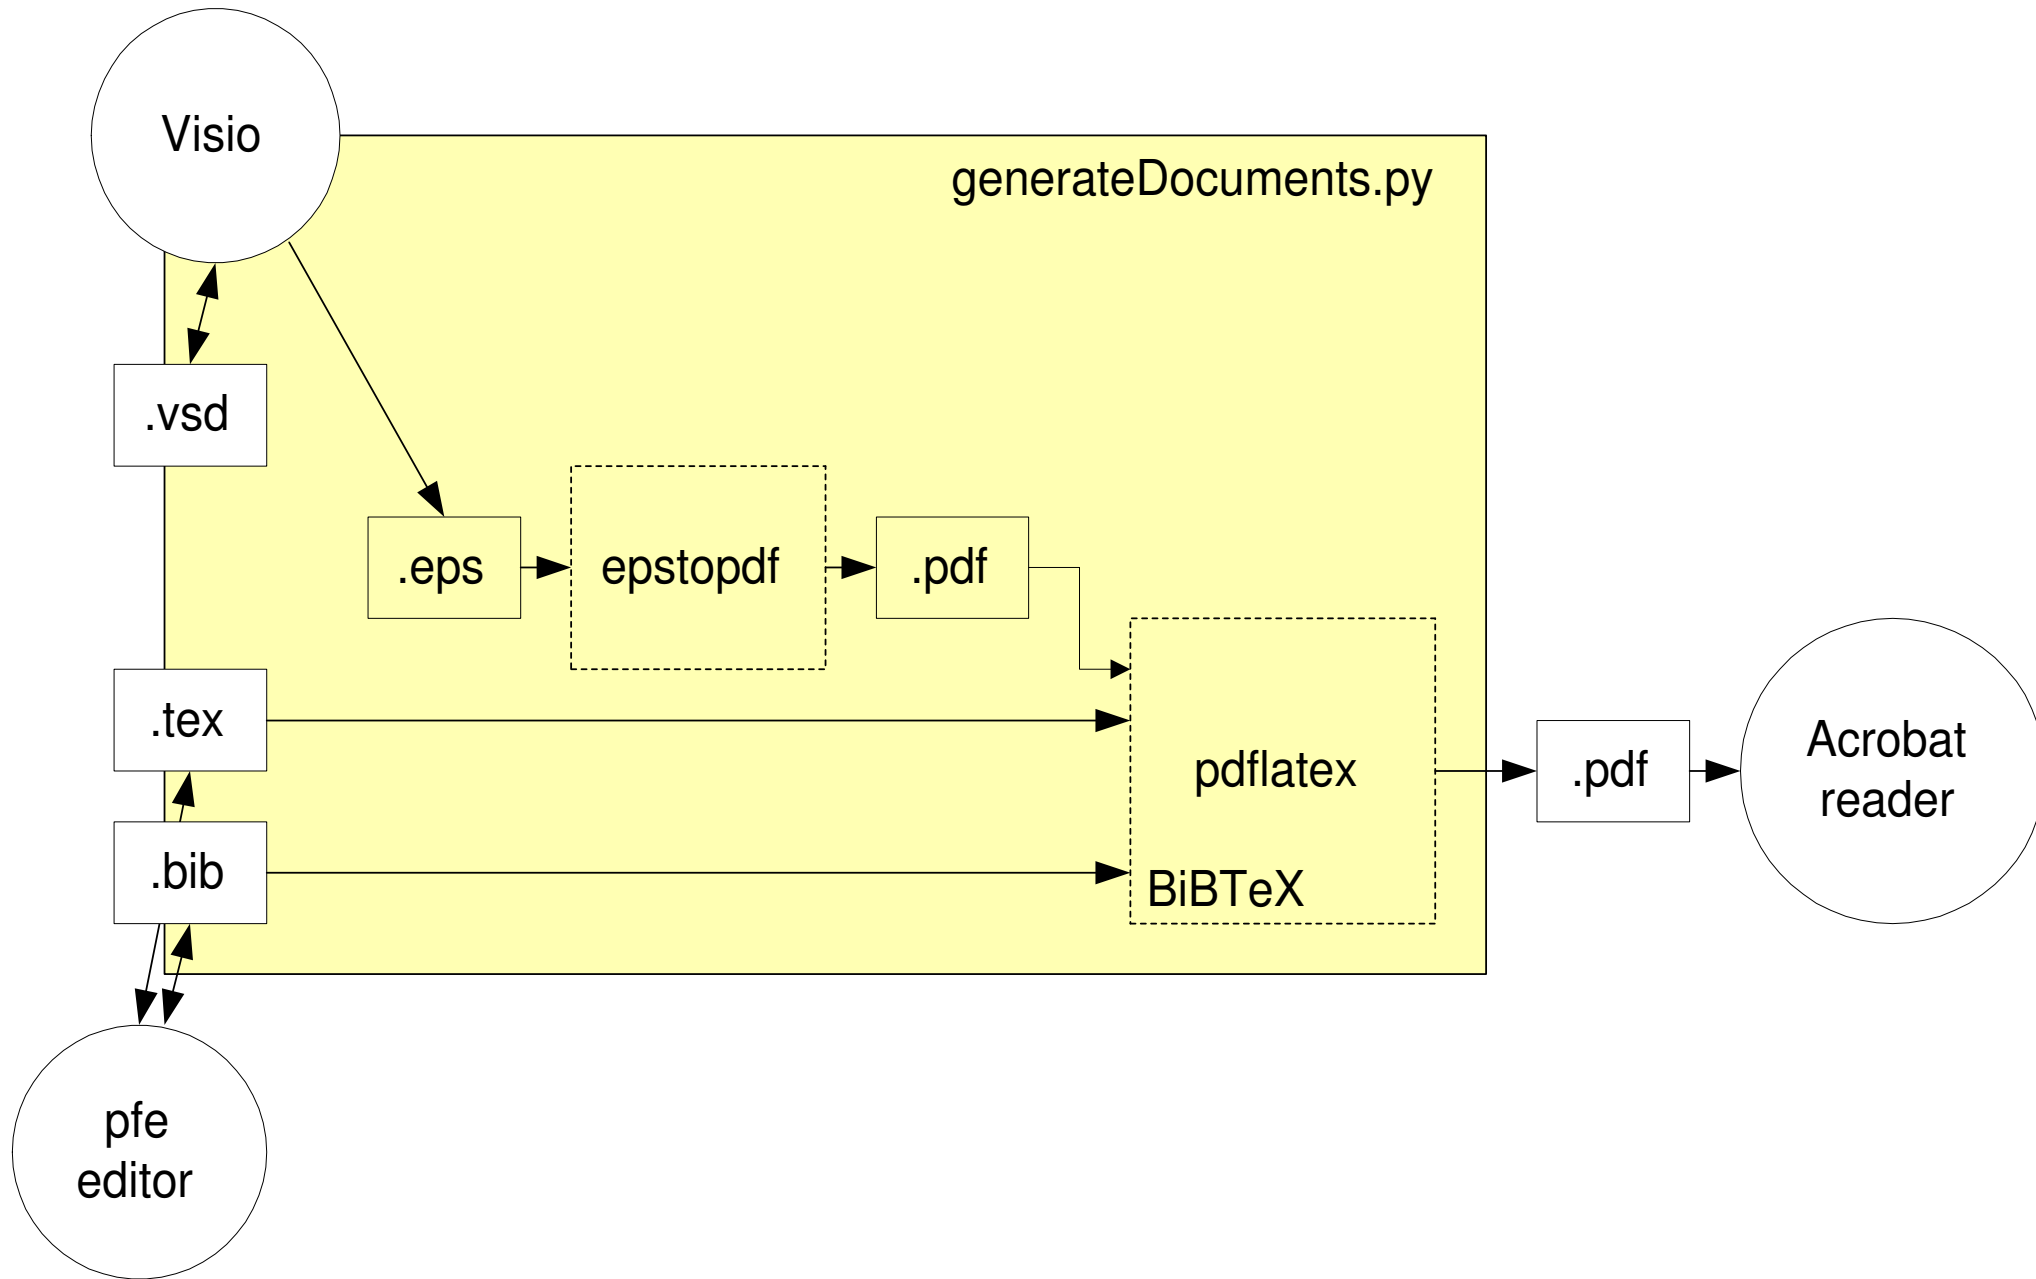 Visio
generateDocuments.py
.vsd
.eps
epstopdf
.pdf
.tex
pdflatex
.pdf
Acrobat
reader
.bib
BiBTeX
pfe
editor